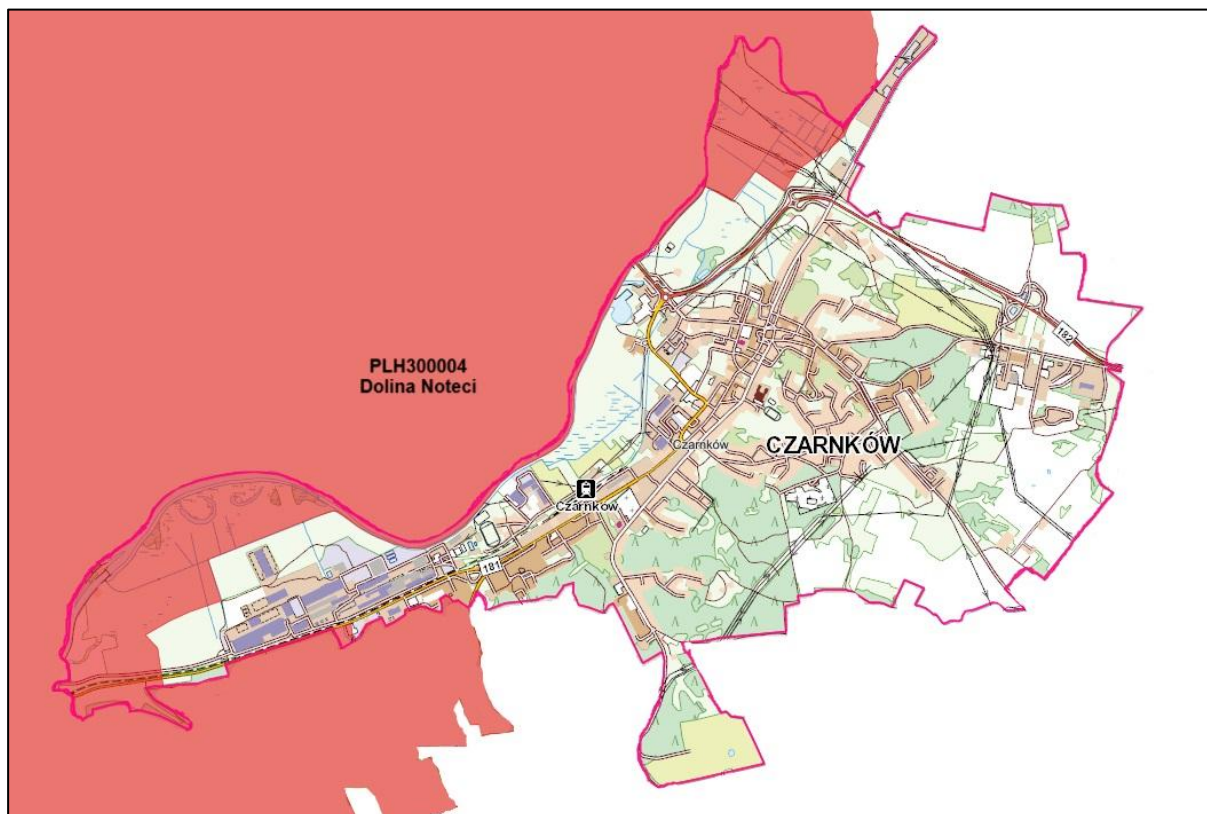 182
PLH300004
Dolina Noteci
CZARNKÓW
Czarnków
Czarnków
181